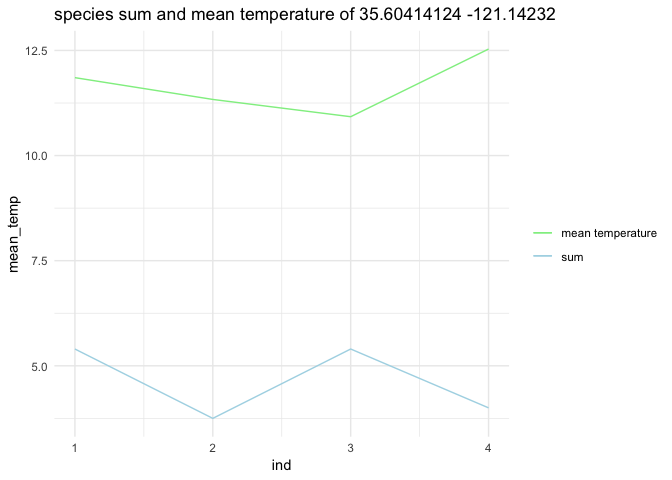 species sum and mean temperature of 35.60414124 -121.14232
12.5
10.0
7.5
5.0
mean_temp
1 2 3 4
ind
mean temperature
sum